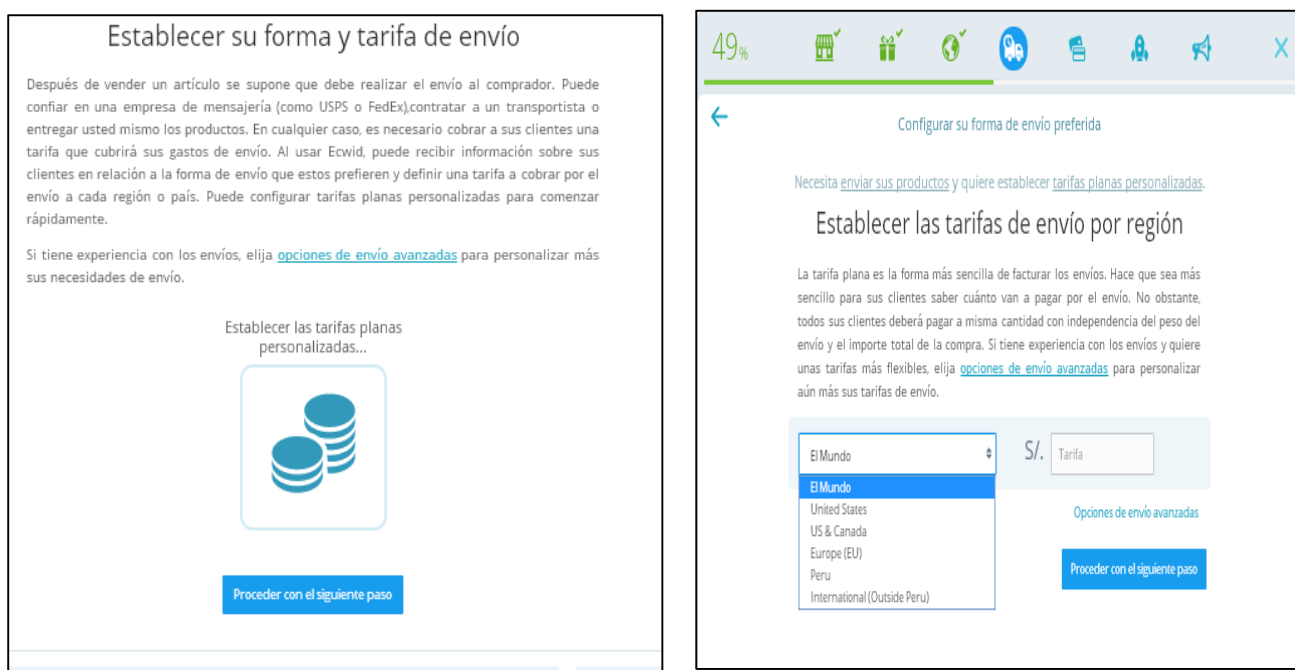 Establecer su forma y tarifa de envío
Después de vender un artículo se supone que debe realizar el envío al comprador. Puede
confiar en una empresa de mensajería (como USPS o FedEx),contratar a un transportista o
entregar usted mismo los productos. En cualquier caso, es necesario cobrar a sus clientes una
tarifa que cubrirá sus gastos de envío. Al usar Ecwid, puede recibir información sobre sus
clientes en relación a la forma de envío que estos prefieren y definir una tarifa a cobrar por el
envío a cada región o país. Puede configurar tarifas planas personalizadas para comenzar
rápidamente.
Si tiene experiencia con los envíos, elija opciones de envío avanzadas para personalizar más
sus necesidades de envío.
Establecer las tarifas planas
personalizadas...
Proceder con el siguiente paso
49%
Configurar su forma de envío preferida
Necesita enviar sus productos y quiere establecer tarifas planas personalizadas.
Establecer las tarifas de envío por región
La tarifa plana es la forma más sencilla de facturar los envíos. Hace que sea más
sencillo para sus clientes saber cuánto van a pagar por el envío. No obstante,
todos sus clientes deberá pagar a misma cantidad con independencia del peso del
envío y el importe total de la compra. Si tiene experiencia con los envíos y quiere
unas tarifas más flexibles, elija opciones de envío avanzadas para personalizar
aún más sus tarifas de envío.
El Mundo
S/. Tarifa
El Mundo
United States
US & Canada
Europe (EU)
Peru
International (Outside Peru)
Opciones de envío avanzadas
Proceder con el siguiente paso